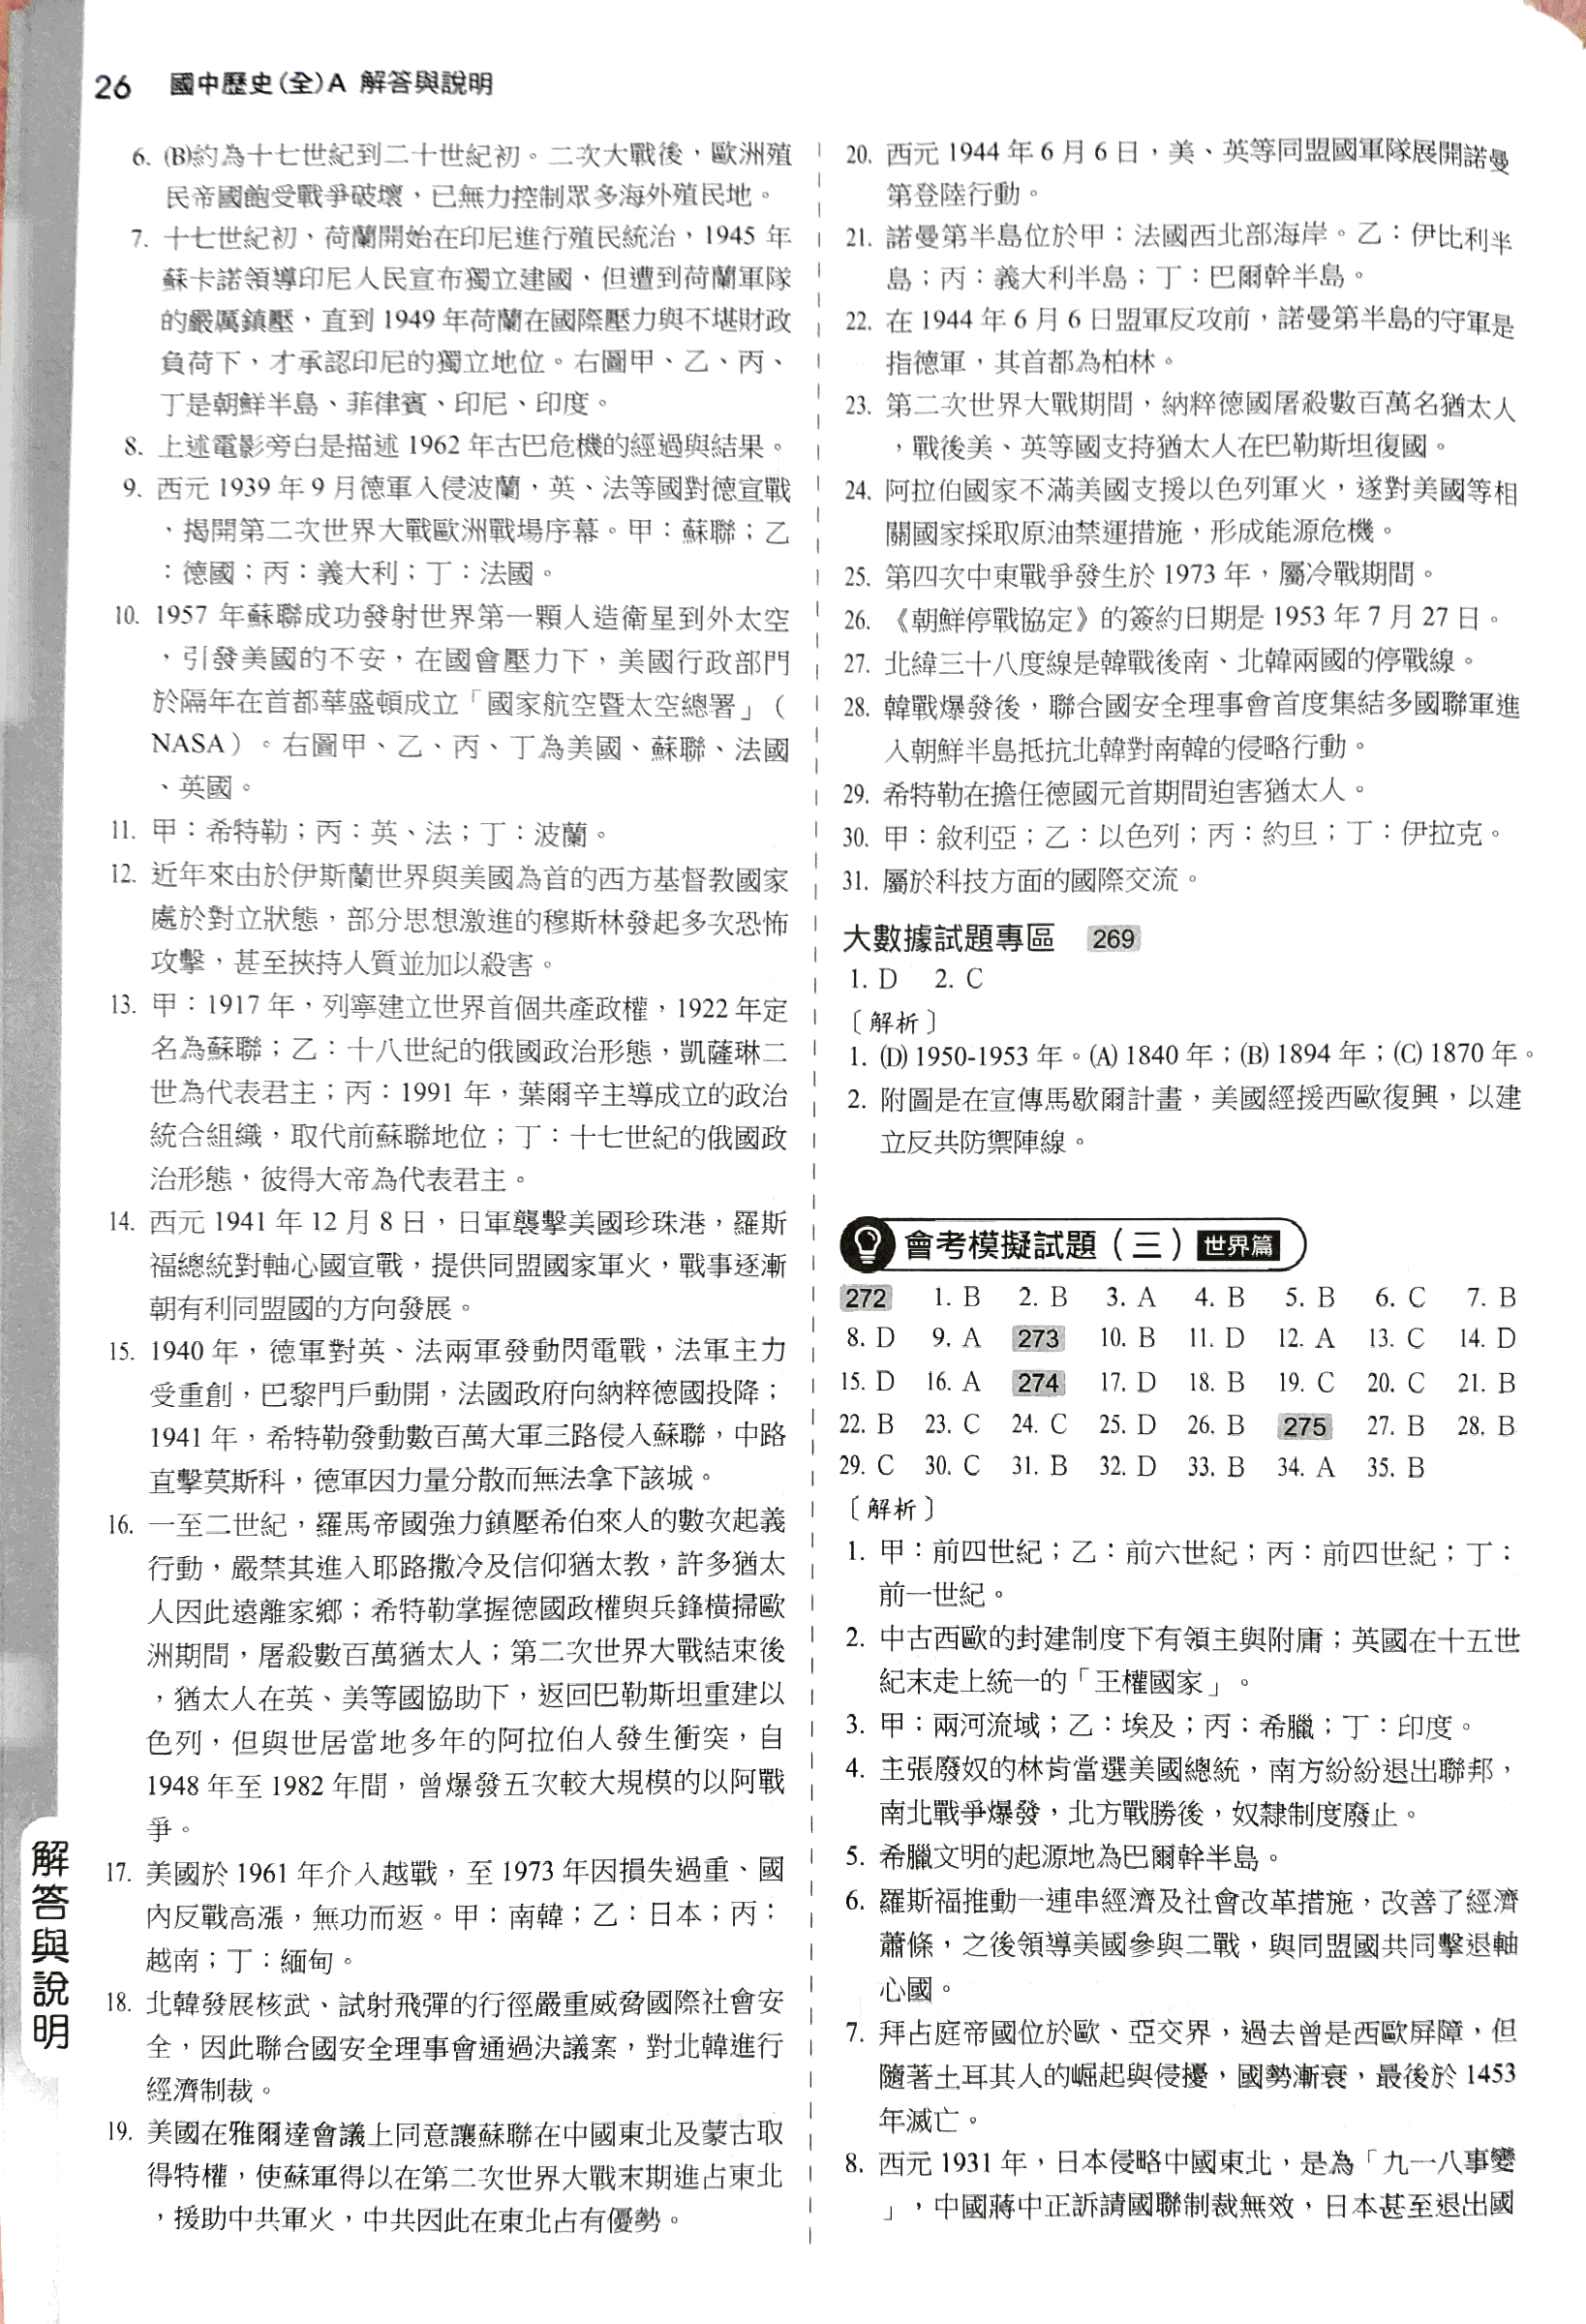 26 國中歷史(全)A 解答與說明
6. (B)約為十七世紀到二十世紀初。二次大戰後，歐洲殖
民帝國飽受戰爭破壞，已無力控制眾多海外殖民地。
7. 十七世紀初，荷蘭開始在印尼進行殖民統治，1945 年
蘇卡諾領導印尼人民宣布獨立建國，但遭到荷蘭軍隊
的嚴厲鎮壓，直到 1949 年荷蘭在國際壓力與不堪財政
負荷下，才承認印尼的獨立地位。右圖甲、乙、丙、
丁是朝鮮半島、菲律賓、印尼、印度。
8. 上述電影旁白是描述 1962 年古巴危機的經過與結果。
9. 西元 1939 年 9 月德軍入侵波蘭，英、法等國對德宣戰
，揭開第二次世界大戰歐洲戰場序幕。甲：蘇聯；乙
：德國；丙：義大利；丁：法國。
10. 1957 年蘇聯成功發射世界第一顆人造衛星到外太空
，引發美國的不安，在國會壓力下，美國行政部門
於隔年在首都華盛頓成立「國家航空暨太空總署」（
NASA）。右圖甲、乙、丙、丁為美國、蘇聯、法國
、英國。
11. 甲：希特勒；丙：英、法；丁：波蘭。
12. 近年來由於伊斯蘭世界與美國為首的西方基督教國家
處於對立狀態，部分思想激進的穆斯林發起多次恐怖
攻擊，甚至挾持人質並加以殺害。
13. 甲：1917 年，列寧建立世界首個共產政權，1922 年定
名為蘇聯；乙：十八世紀的俄國政治形態，凱薩琳二
世為代表君主；丙：1991 年，葉爾辛主導成立的政治
統合組織，取代前蘇聯地位；丁：十七世紀的俄國政
治形態，彼得大帝為代表君主。
14. 西元 1941 年 12 月 8 日，日軍襲擊美國珍珠港，羅斯
福總統對軸心國宣戰，提供同盟國家軍火，戰事逐漸
朝有利同盟國的方向發展。
15. 1940 年，德軍對英、法兩軍發動閃電戰，法軍主力
受重創，巴黎門戶動開，法國政府向納粹德國投降；
1941 年，希特勒發動數百萬大軍三路侵入蘇聯，中路
直擊莫斯科，德軍因力量分散而無法拿下該城。
16. 一至二世紀，羅馬帝國強力鎮壓希伯來人的數次起義
行動，嚴禁其進入耶路撒冷及信仰猶太教，許多猶太
人因此遠離家鄉；希特勒掌握德國政權與兵鋒橫掃歐
洲期間，屠殺數百萬猶太人；第二次世界大戰結束後
，猶太人在英、美等國協助下，返回巴勒斯坦重建以
色列，但與世居當地多年的阿拉伯人發生衝突，自
1948 年至 1982 年間，曾爆發五次較大規模的以阿戰
爭。
17. 美國於 1961 年介入越戰，至 1973 年因損失過重、國
內反戰高漲，無功而返。甲：南韓；乙：日本；丙：
越南；丁：緬甸。
18. 北韓發展核武、試射飛彈的行徑嚴重威脅國際社會安
全，因此聯合國安全理事會通過決議案，對北韓進行
經濟制裁。
19. 美國在雅爾達會議上同意讓蘇聯在中國東北及蒙古取
得特權，使蘇軍得以在第二次世界大戰末期進占東北
，援助中共軍火，中共因此在東北占有優勢。
20. 西元 1944 年 6 月 6 日，美、英等同盟國軍隊展開諾曼
第登陸行動。
21. 諾曼第半島位於甲：法國西北部海岸。乙：伊比利半
島；丙：義大利半島；丁：巴爾幹半島。
22. 在 1944 年 6 月 6 日盟軍反攻前，諾曼第半島的守軍是
指德軍，其首都為柏林。
23. 第二次世界大戰期間，納粹德國屠殺數百萬名猶太人
，戰後美、英等國支持猶太人在巴勒斯坦復國。
24. 阿拉伯國家不滿美國支援以色列軍火，遂對美國等相
關國家採取原油禁運措施，形成能源危機。
25. 第四次中東戰爭發生於 1973 年，屬冷戰期間。
26. 《朝鮮停戰協定》的簽約日期是 1953 年 7 月 27 日。
27. 北緯三十八度線是韓戰後南、北韓兩國的停戰線。
28. 韓戰爆發後，聯合國安全理事會首度集結多國聯軍進
入朝鮮半島抵抗北韓對南韓的侵略行動。
29. 希特勒在擔任德國元首期間迫害猶太人。
30. 甲：敘利亞；乙：以色列；丙：約旦；丁：伊拉克。
31. 屬於科技方面的國際交流。
大數據試題專區 269
1. D 2. C
〔解析〕
1. (D) 1950-1953 年。(A) 1840 年；(B) 1894 年；(C) 1870 年。
2. 附圖是在宣傳馬歇爾計畫，美國經援西歐復興，以建
立反共防禦陣線。
會考模擬試題（三）世界篇
272 1. B 2. B 3. A 4. B 5. B 6. C 7. B
8. D 9. A 273 10. B 11. D 12. A 13. C 14. D
15. D 16. A 274 17. D 18. B 19. C 20. C 21. B
22. B 23. C 24. C 25. D 26. B 275 27. B 28. B
29. C 30. C 31. B 32. D 33. B 34. A 35. B
〔解析〕
1. 甲：前四世紀；乙：前六世紀；丙：前四世紀；丁：
前一世紀。
2. 中古西歐的封建制度下有領主與附庸；英國在十五世
紀末走上統一的「王權國家」。
3. 甲：兩河流域；乙：埃及；丙：希臘；丁：印度。
4. 主張廢奴的林肯當選美國總統，南方紛紛退出聯邦，
南北戰爭爆發，北方戰勝後，奴隸制度廢止。
5. 希臘文明的起源地為巴爾幹半島。
6. 羅斯福推動一連串經濟及社會改革措施，改善了經濟
蕭條，之後領導美國參與二戰，與同盟國共同擊退軸
心國。
7. 拜占庭帝國位於歐、亞交界，過去曾是西歐屏障，但
隨著土耳其人的崛起與侵擾，國勢漸衰，最後於 1453
年滅亡。
8. 西元 1931 年，日本侵略中國東北，是為「九一八事變
」，中國蔣中正訴請國聯制裁無效，日本甚至退出國
解答與說明